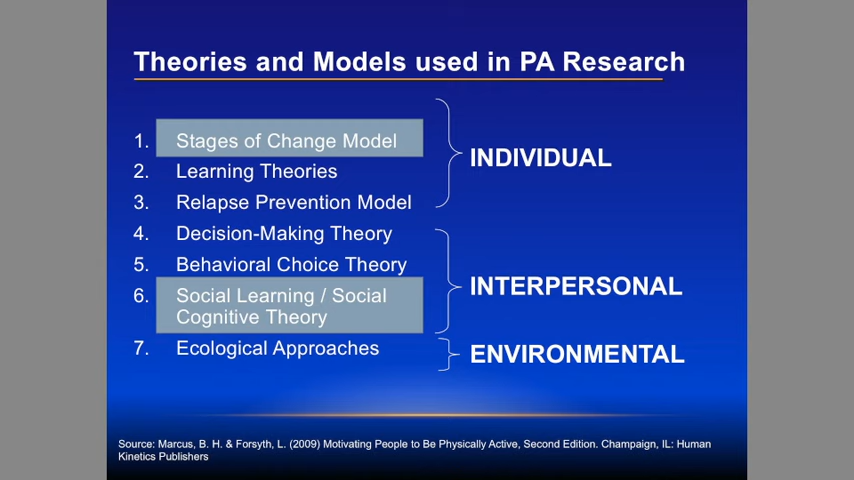 Theories and Models used in PA Research
1. Stages of Change Model
2. Learning Theories
3. Relapse Prevention Model
INDIVIDUAL
4. Decision-Making Theory
5. Behavioral Choice Theory
6. Social Learning / Social
Cognitive Theory
INTERPERSONAL
7. Ecological Approaches
ENVIRONMENTAL
Source: Marcus, B. H. & Forsyth, L. (2009) Motivating People to Be Physically Active, Second Edition. Champaign, IL: Human
Kinetics Publishers